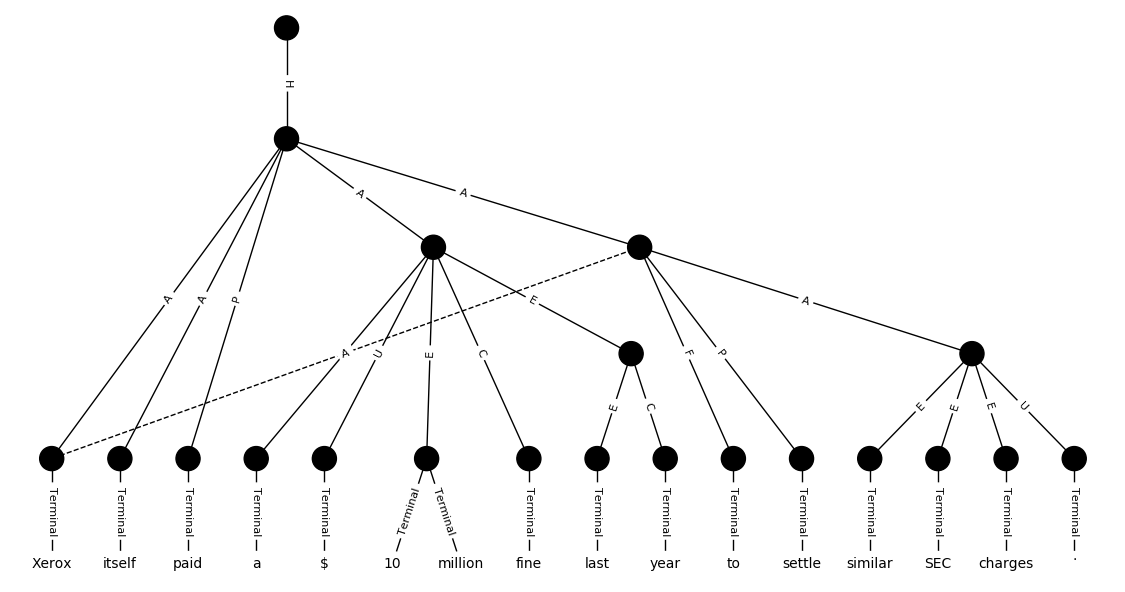 H
A A
A A P E A
A U E C F P
E C E E E U
Terminal Terminal Terminal Terminal Terminal Terminal Terminal Terminal Terminal Terminal Terminal Terminal Terminal Terminal Terminal Terminal
Xerox itself paid a $ 10 million fine last year to settle similar SEC charges .